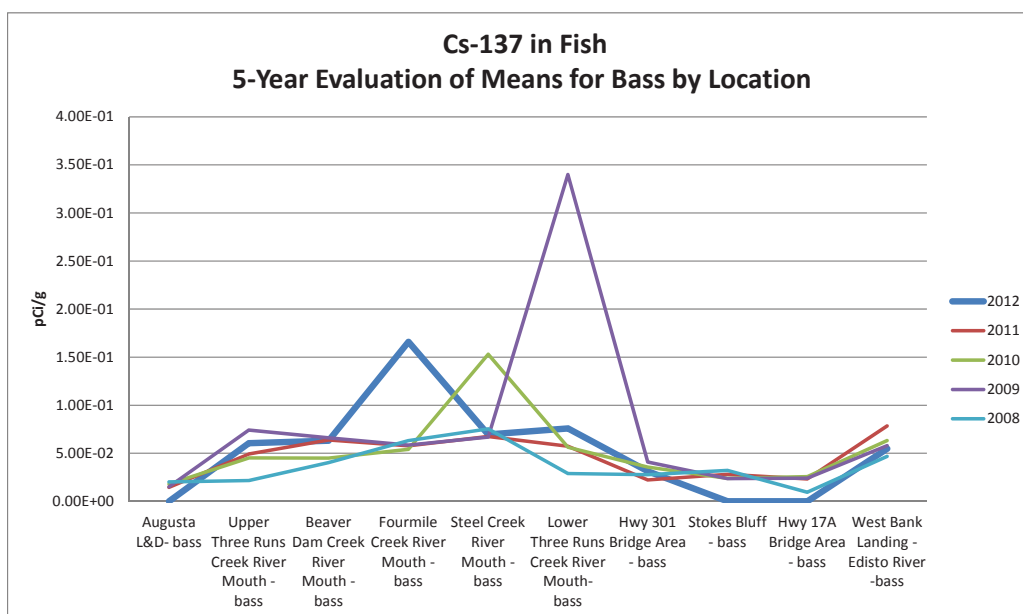 Cs-137 in Fish
5-Year Evaluation of Means for Bass by Location
4.00E-01
3.50E-01
3.00E-01
2.50E-01
2.00E-01
1.50E-01
1.00E-01
5.00E-02
0.00E+00
pCi/g
Augusta
L&D- bass
Upper
Three Runs
Creek River
Mouth -
bass
Beaver
Dam Creek
River
Mouth -
bass
Fourmile
Creek River
Mouth -
bass
Steel Creek
River
Mouth -
bass
Lower
Three Runs
Creek River
Mouth-
bass
Hwy 301
Bridge Area
- bass
Stokes Bluff
- bass
Hwy 17A
Bridge Area
- bass
West Bank
Landing -
Edisto River
-bass
2012
2011
2010
2009
2008